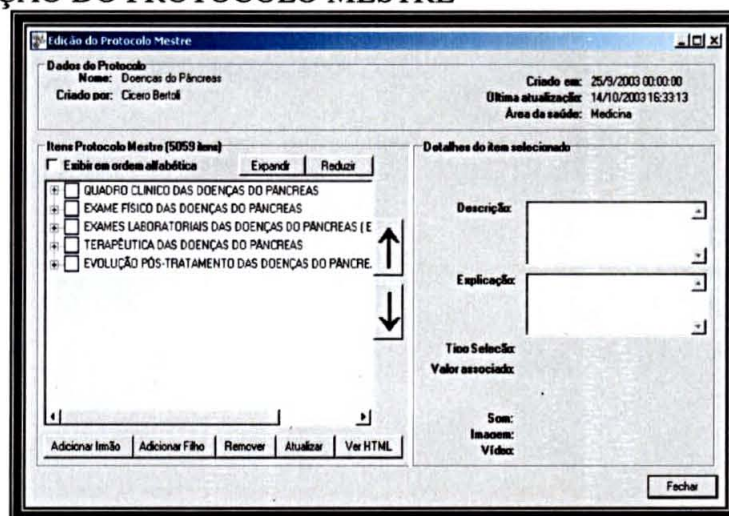 ÇÃO DO PROTOCOLO MESTRE
Edição do Protocolo Mestre
Dados do Protocolo
Nome: Doencas do Pâncreas
Criado por: Cicero Bertoli
Criado em: 25/9/2003 00:00:00
Última atualização: 14/10/2003 16:33:13
Área da saúde: Medicina
Itens Protocolo Mestre (5059 itens)
Exibir em ordem alfabética
Expandir
Reduzir
QUADRO CLINICO DAS DOENÇAS DO PÂNCREAS
EXAME FÍSICO DAS DOENÇAS DO PÂNCREAS
EXAMES LABORATORIAIS DAS DOENÇAS DO PÂNCREAS ( E
TERAPÊUTICA DAS DOENÇAS DO PÂNCREAS
EVOLUÇÃO PÓS-TRATAMENTO DAS DOENÇAS DO PÂNCRE
Adicionar Irmão
Adicionar Filho
Remover
Atualizar
Ver HTML
Detalhes do item selecionado
Descrição:
Explicação:
Tipo Seleção:
Valor associado:
Som:
Imagem:
Vídeo:
Fechar